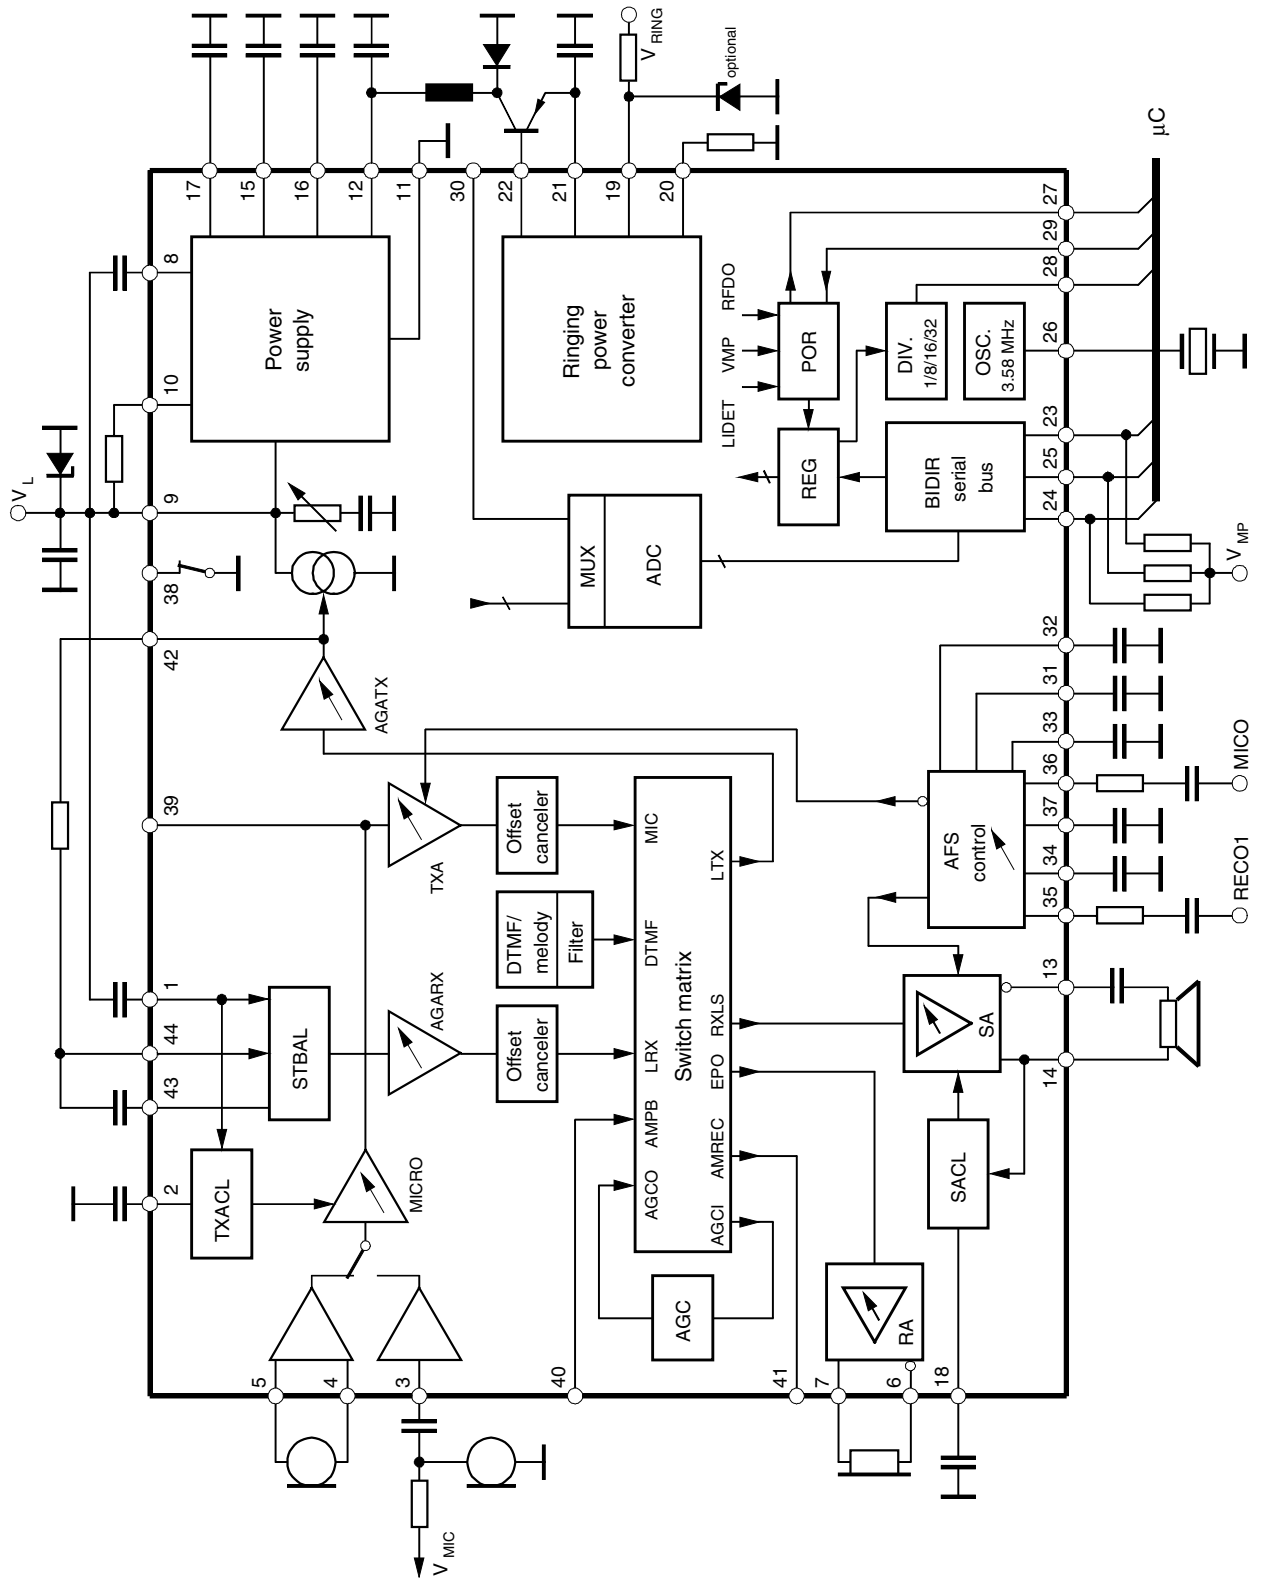 17
15
16
12
11
30
22
21
19
20
V RING
optional
µC
8
10
Power
supply
Ringing
power
converter
RFDO
VMP
LIDET
POR
DIV.
1/8/16/32
OSC.
3.58 MHz
27
29
28
26
23
25
24
V L
9
38
42
39
1
44
43
2
REG
BIDIR
serial
bus
MUX
ADC
V MP
AGATX
TXA
Offset
canceler
DTMF/
melody
Filter
AGARX
Offset
canceler
STBAL
TXACL
MICRO
MIC
DTMF
LRX
AMPB
AGCO
Switch matrix
LTX
RXLS
EPO
AMREC
AGCI
AGC
AFS
control
32
31
33
36
37
34
35
13
14
MICO
RECO1
SA
SACL
RA
5
4
3
40
41
7
6
18
V MIC